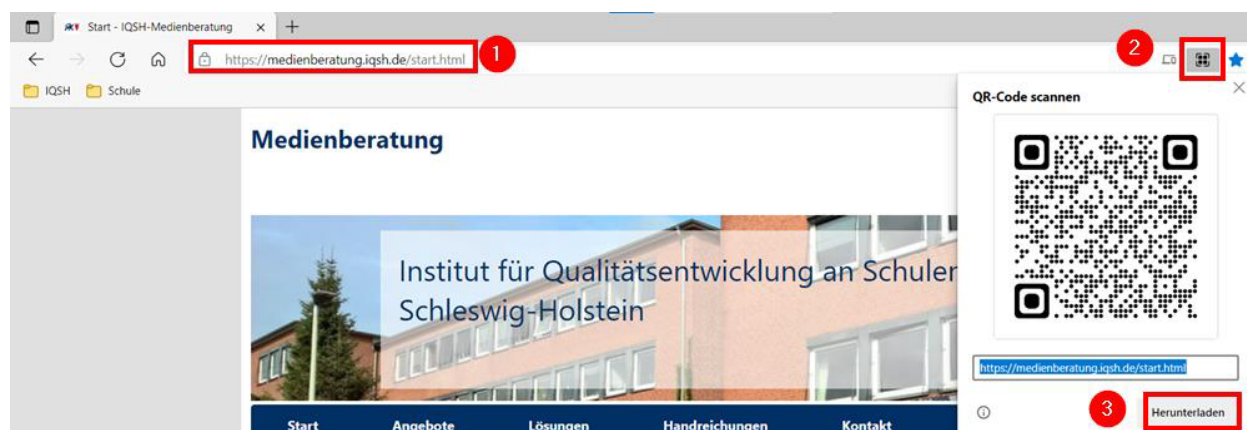 Start - IQSH-Medienberatung
https://medienberatung.iqsh.de/start.html
1
2
IQSH
Schule
QR-Code scannen
Medienberatung
Institut für Qualitätsentwicklung an Schulen
Schleswig-Holstein
https://medienberatung.iqsh.de/start.html
3
Herunterladen
Start
Angebote
Lösungen
Handreichungen
Kontakt